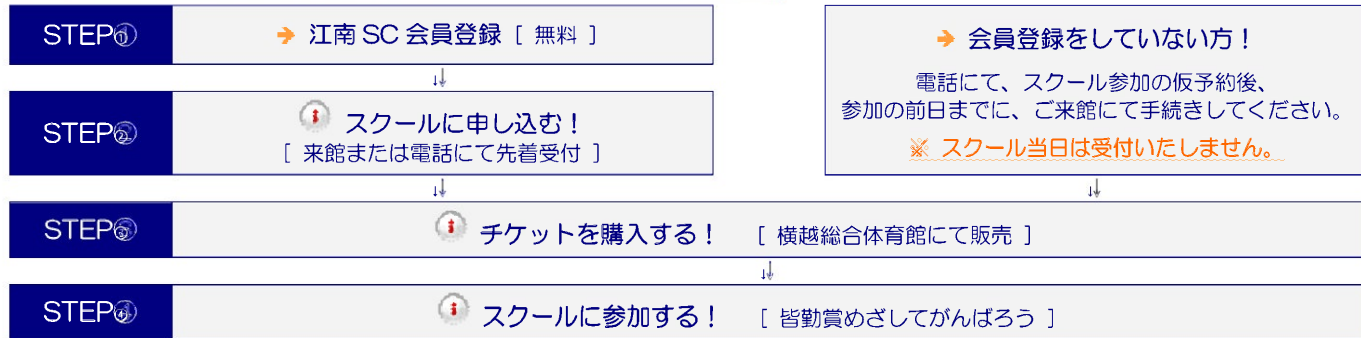 STEP① → 江南 SC 会員登録 [ 無料 ]
STEP② スクールに申し込む！
[ 来館または電話にて先着受付 ]
→ 会員登録をしていない方！
電話にて、スクール参加の仮予約後、
参加の前日までに、ご来館にて手続きしてください。
※ スクール当日は受付いたしません。
STEP③ チケットを購入する！ [ 横越総合体育館にて販売 ]
STEP④ スクールに参加する！ [ 皆勤賞めざしてがんばろう ]